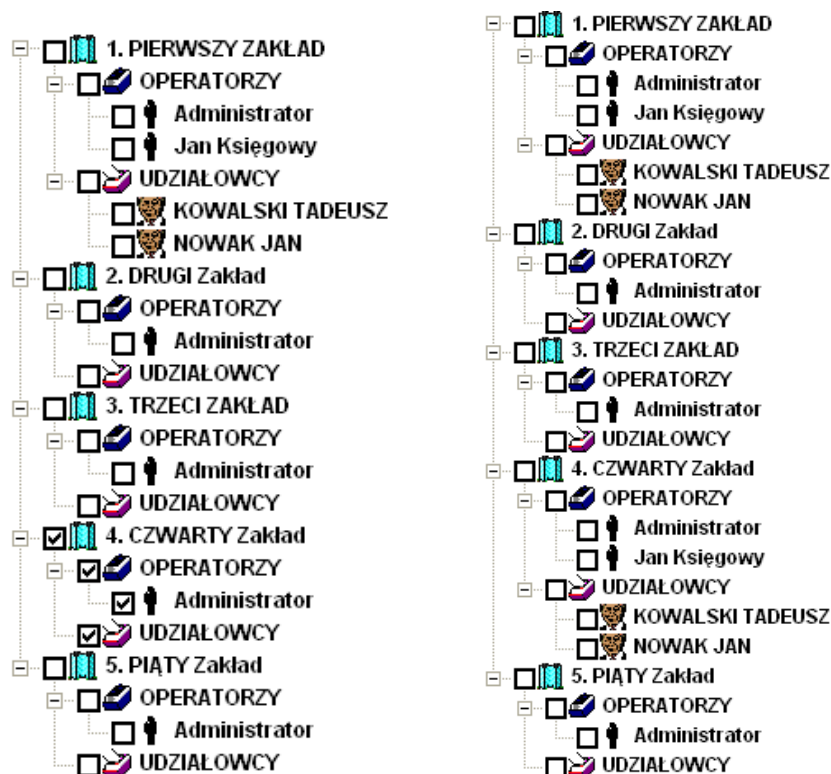 1. PIERWSZY ZAKŁAD
OPERATORZY
Administrator
Jan Księgowy
UDZIAŁOWCY
KOWALSKI TADEUSZ
NOWAK JAN
2. DRUGI Zakład
OPERATORZY
Administrator
UDZIAŁOWCY
3. TRZECI ZAKŁAD
OPERATORZY
Administrator
UDZIAŁOWCY
4. CZWARTY Zakład
OPERATORZY
Administrator
UDZIAŁOWCY
5. PIĄTY Zakład
OPERATORZY
Administrator
UDZIAŁOWCY
1. PIERWSZY ZAKŁAD
OPERATORZY
Administrator
Jan Księgowy
UDZIAŁOWCY
KOWALSKI TADEUSZ
NOWAK JAN
2. DRUGI Zakład
OPERATORZY
Administrator
UDZIAŁOWCY
3. TRZECI ZAKŁAD
OPERATORZY
Administrator
UDZIAŁOWCY
4. CZWARTY Zakład
OPERATORZY
Administrator
Jan Księgowy
UDZIAŁOWCY
KOWALSKI TADEUSZ
NOWAK JAN
5. PIĄTY Zakład
OPERATORZY
Administrator
UDZIAŁOWCY